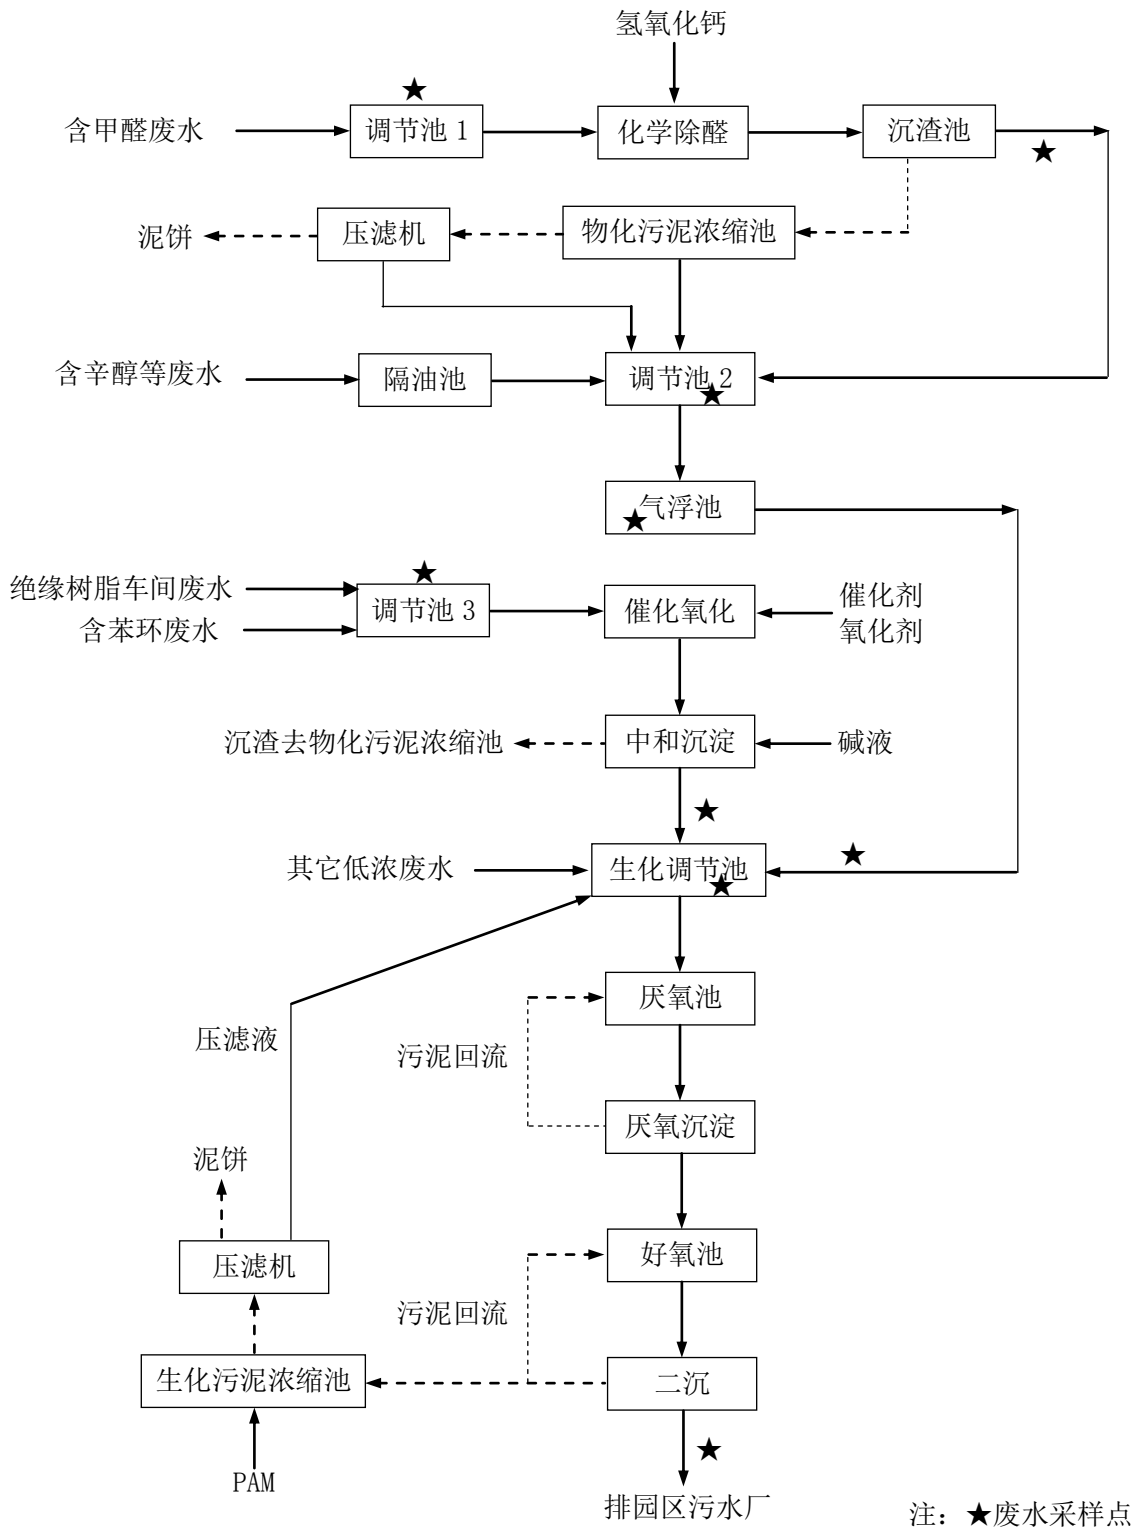 氢氧化钙
★
含甲醛废水
调节池 1
化学除醛
沉渣池
★
泥饼
压滤机
物化污泥浓缩池
含辛醇等废水
隔油池
调节池 2
★
气浮池
★
★
绝缘树脂车间废水
含苯环废水
调节池 3
催化氧化
催化剂
氧化剂
沉渣去物化污泥浓缩池
中和沉淀
碱液
★
★
其它低浓废水
生化调节池
★
厌氧池
压滤液
污泥回流
厌氧沉淀
泥饼
压滤机
好氧池
污泥回流
生化污泥浓缩池
二沉
★
PAM
排园区污水厂
注：★废水采样点